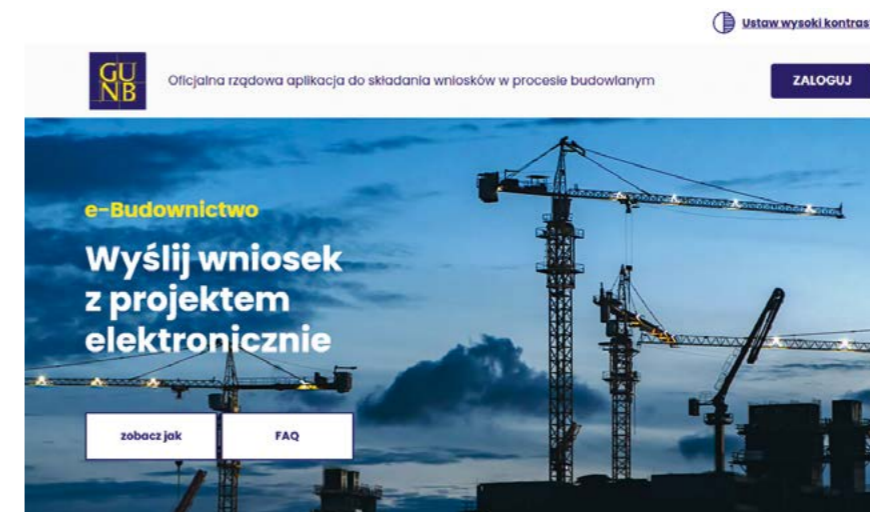 Ustaw wysoki kontrast
GU
NB
Oficjalna rządowa aplikacja do składania wniosków w procesie budowlanym
ZALOGUJ
e-Budownictwo
Wyślij wniosek
z projektem
elektronicznie
zobacz jak
FAQ